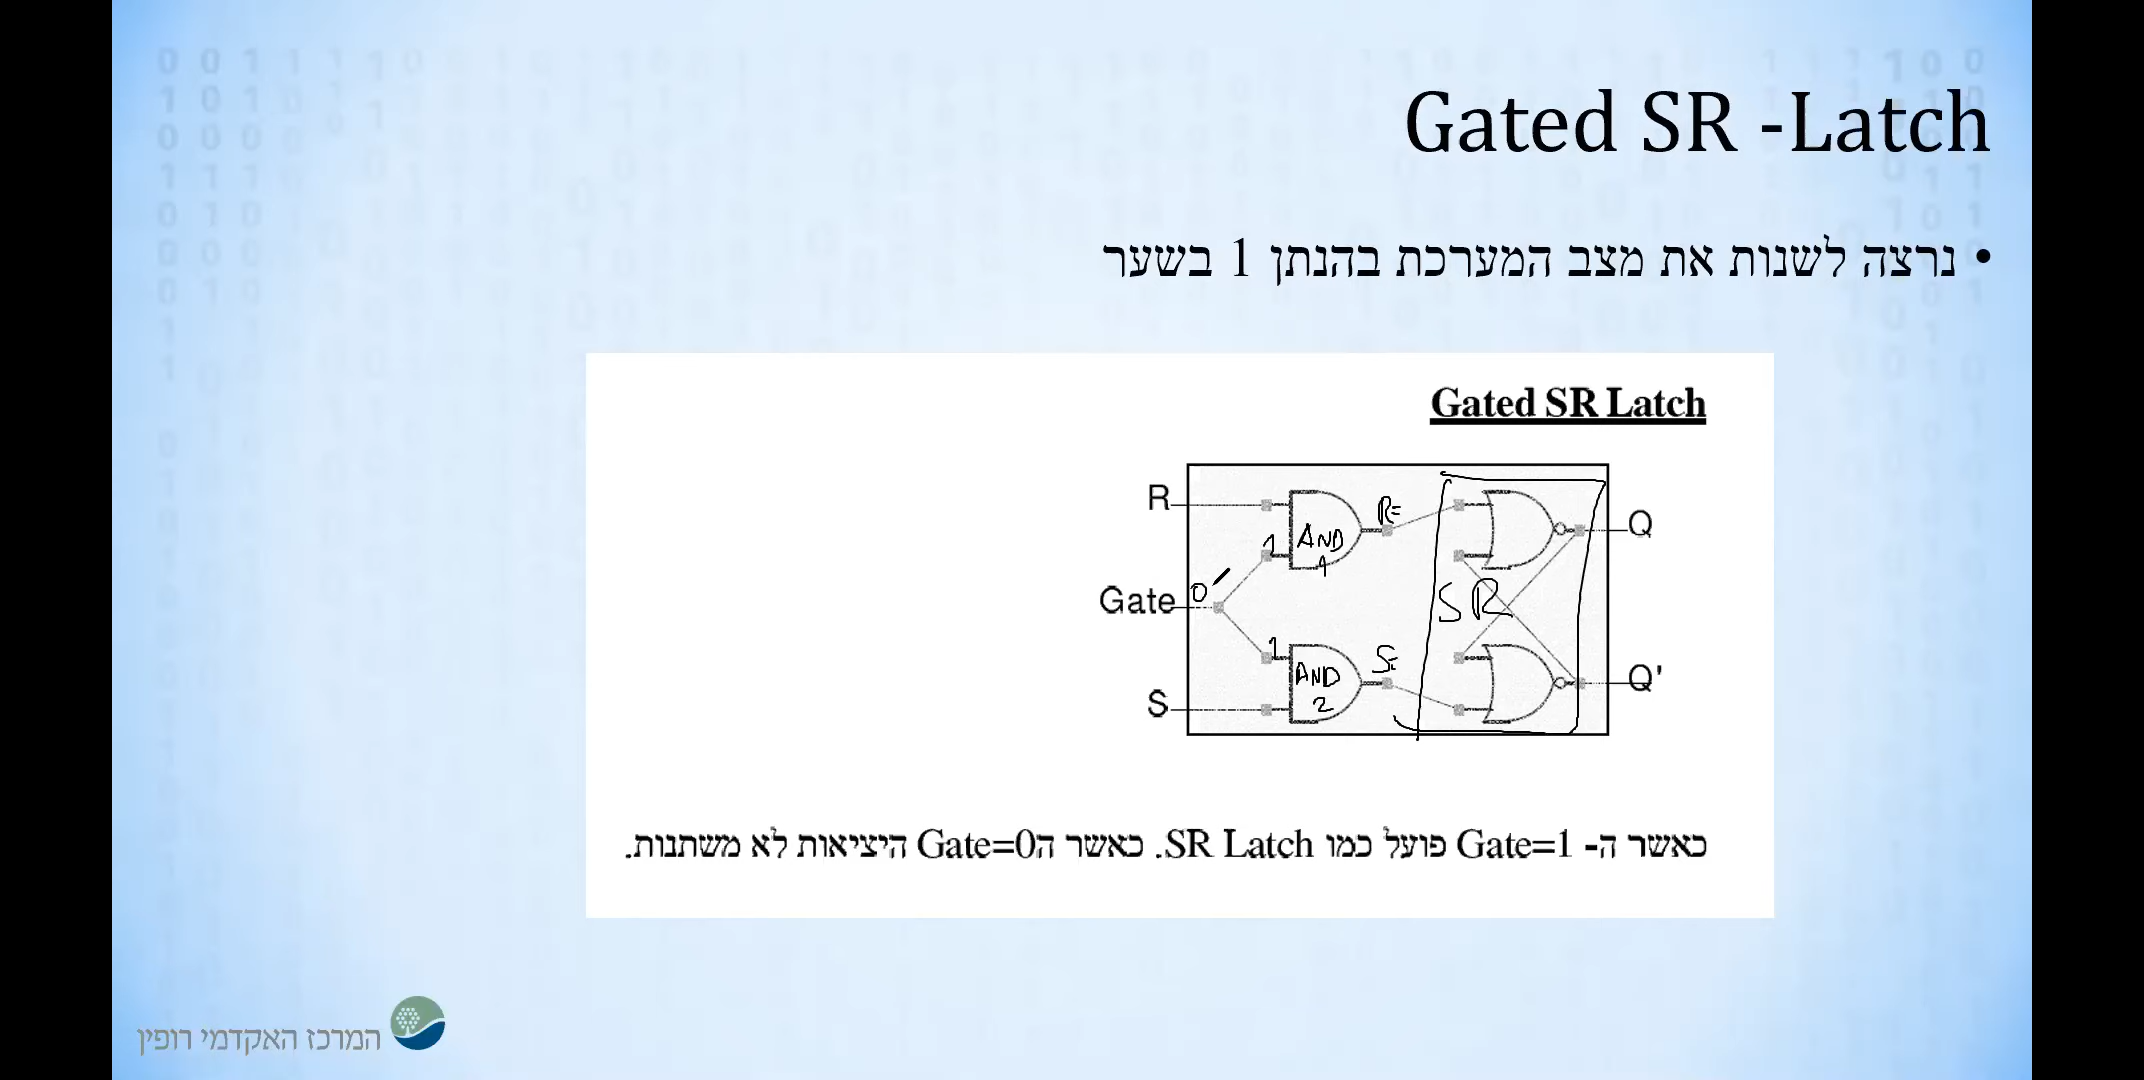 Gated SR -Latch
• נרצה לשנות את מצב המערכת בהנתן 1 בשער
Gated SR Latch
R
AND
1
R=
1
Q
Gate
0'
SR
1
S
AND
2
S=
Q'
כאשר ה- Gate=1 פועל כמו SR Latch. כאשר הGate=0 היציאות לא משתנות.
המרכז האקדמי רופין